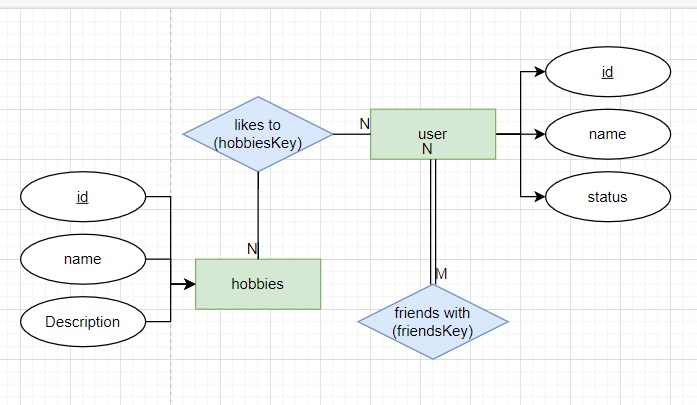 id
likes to
(hobbiesKey)
N
user
N
name
status
id
name
Description
N
hobbies
M
friends with
(friendsKey)